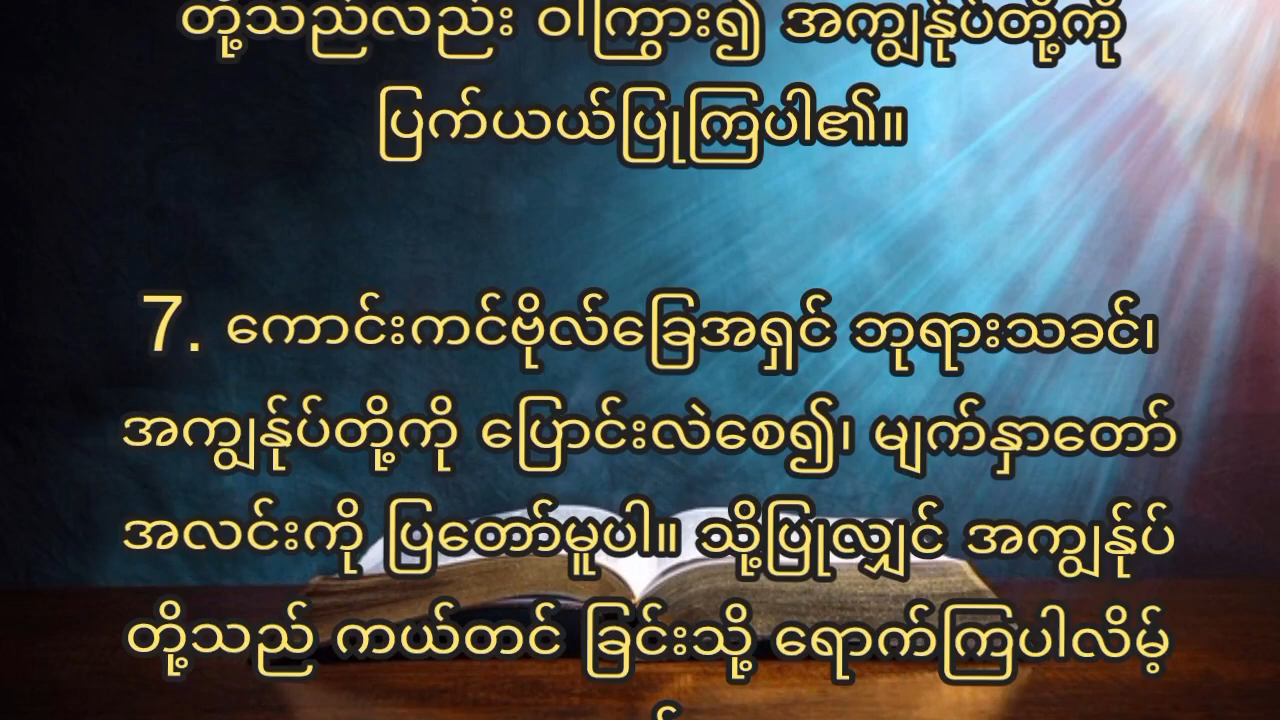 တို့သည်လည်း ဝါကြွား၍ အကျွန်ုပ်တို့ကို
ပြက်ယယ်ပြုကြပါ၏။
7. ကောင်းကင်ဗိုလ်ခြေအရှင် ဘုရားသခင်၊
အကျွန်ုပ်တို့ကို ပြောင်းလဲစေ၍၊ မျက်နှာတော်
အလင်းကို ပြတော်မူပါ။ သို့ပြုလျှင် အကျွန်ုပ်
တို့သည် ကယ်တင် ခြင်းသို့ ရောက်ကြပါလိမ့်